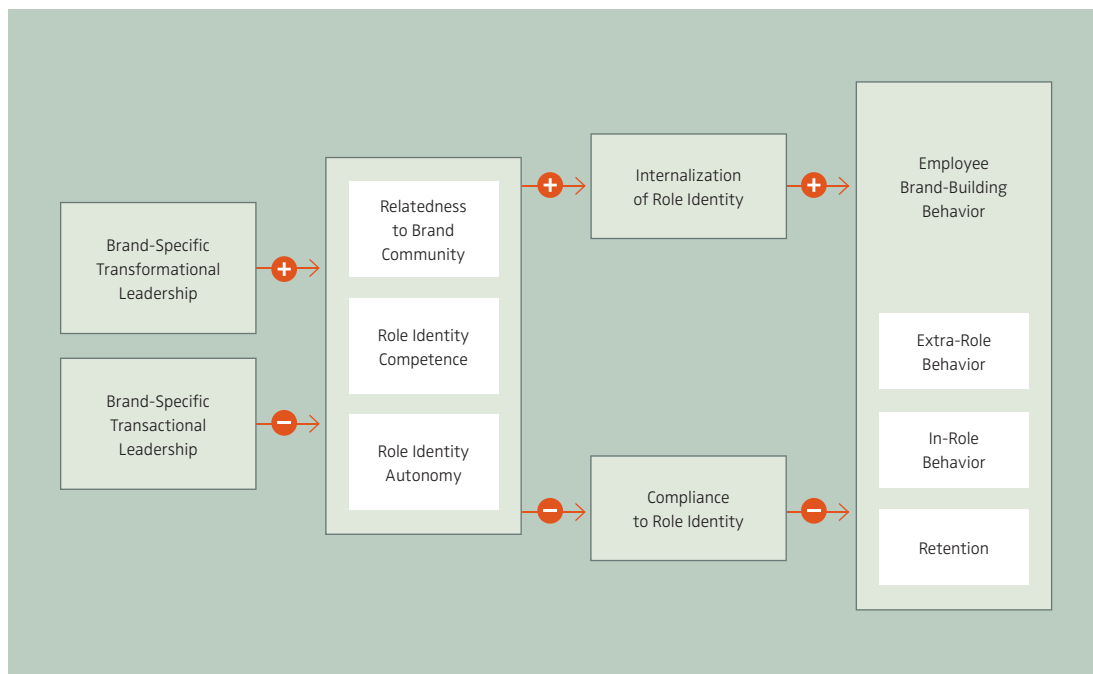 Brand-Specific
Transformational
Leadership
+
Brand-Specific
Transactional
Leadership
−
Relatedness
to Brand
Community
Role Identity
Competence
Role Identity
Autonomy
+
Internalization
of Role Identity
+
−
Compliance
to Role Identity
−
Employee
Brand-Building
Behavior
Extra-Role
Behavior
In-Role
Behavior
Retention